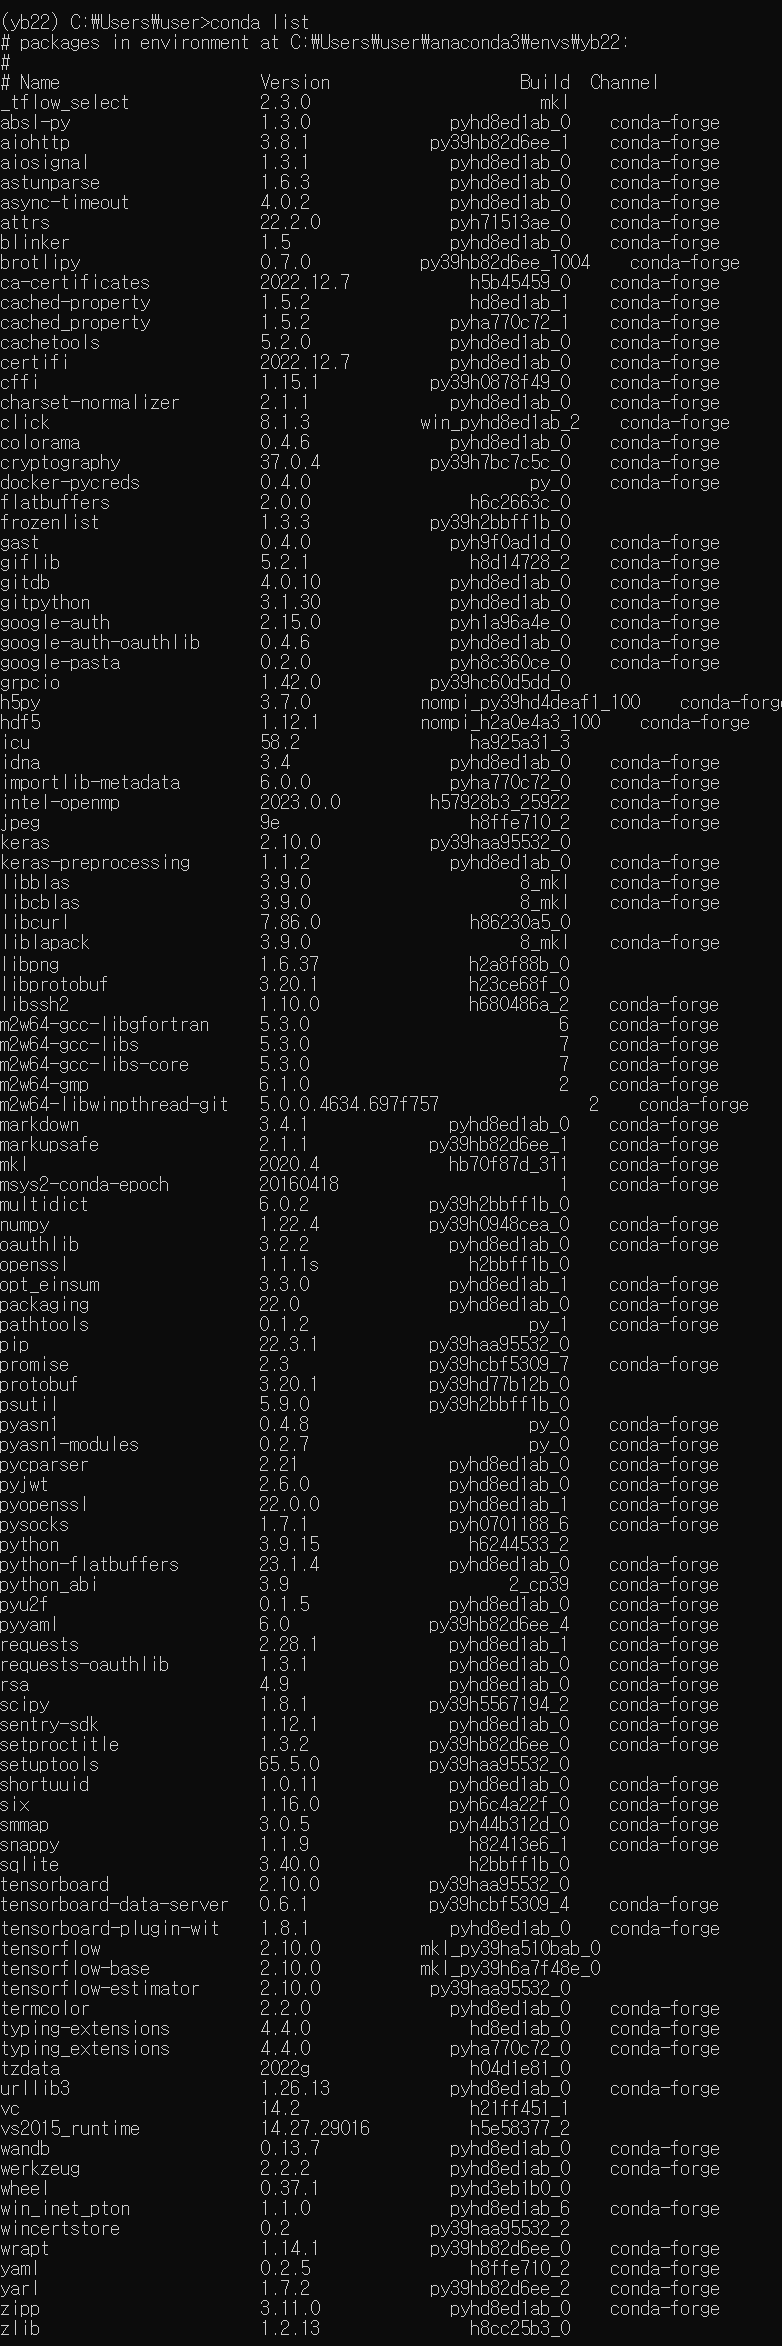 (yb22) C:₩Users₩user>conda list
# packages in environment at C:₩Users₩user₩anaconda3₩envs₩yb22:
#
# Name Version Build Channel
_tflow_select 2.3.0 mkl
absl-py 1.3.0 pyhd8ed1ab_0 conda-forge
aiohttp 3.8.1 py39hb82d6ee_1 conda-forge
aiosignal 1.3.1 pyhd8ed1ab_0 conda-forge
astunparse 1.6.3 pyhd8ed1ab_0 conda-forge
async-timeout 4.0.2 pyhd8ed1ab_0 conda-forge
attrs 22.2.0 pyh71513ae_0 conda-forge
blinker 1.5 pyhd8ed1ab_0 conda-forge
brotlipy 0.7.0 py39hb82d6ee_1004 conda-forge
ca-certificates 2022.12.7 h5b45459_0 conda-forge
cached-property 1.5.2 hd8ed1ab_1 conda-forge
cached_property 1.5.2 pyha770c72_1 conda-forge
cachetools 5.2.0 pyhd8ed1ab_0 conda-forge
certifi 2022.12.7 pyhd8ed1ab_0 conda-forge
cffi 1.15.1 py39h0878f49_0 conda-forge
charset-normalizer 2.1.1 pyhd8ed1ab_0 conda-forge
click 8.1.3 win_pyhd8ed1ab_2 conda-forge
colorama 0.4.6 pyhd8ed1ab_0 conda-forge
cryptography 37.0.4 py39h7bc7c5c_0 conda-forge
docker-pycreds 0.4.0 py_0 conda-forge
flatbuffers 2.0.0 h6c2663c_0
frozenlist 1.3.3 py39h2bbff1b_0
gast 0.4.0 pyh9f0ad1d_0 conda-forge
giflib 5.2.1 h8d14728_2 conda-forge
gitdb 4.0.10 pyhd8ed1ab_0 conda-forge
gitpython 3.1.30 pyhd8ed1ab_0 conda-forge
google-auth 2.15.0 pyh1a96a4e_0 conda-forge
google-auth-oauthlib 0.4.6 pyhd8ed1ab_0 conda-forge
google-pasta 0.2.0 pyh8c360ce_0 conda-forge
grpcio 1.42.0 py39hc60d5dd_0
h5py 3.7.0 nompi_py39hd4deaf1_100 conda-forg
hdf5 1.12.1 nompi_h2a0e4a3_100 conda-forge
icu 58.2 ha925a31_3
idna 3.4 pyhd8ed1ab_0 conda-forge
importlib-metadata 6.0.0 pyha770c72_0 conda-forge
intel-openmp 2023.0.0 h57928b3_25922 conda-forge
jpeg 9e h8ffe710_2 conda-forge
keras 2.10.0 py39haa95532_0
keras-preprocessing 1.1.2 pyhd8ed1ab_0 conda-forge
libblas 3.9.0 8_mkl conda-forge
libcblas 3.9.0 8_mkl conda-forge
libcurl 7.86.0 h86230a5_0
liblapack 3.9.0 8_mkl conda-forge
libpng 1.6.37 h2a8f88b_0
libprotobuf 3.20.1 h23ce68f_0
libssh2 1.10.0 h680486a_2 conda-forge
m2w64-gcc-libgfortran 5.3.0 6 conda-forge
m2w64-gcc-libs 5.3.0 7 conda-forge
m2w64-gcc-libs-core 5.3.0 7 conda-forge
m2w64-gmp 6.1.0 2 conda-forge
m2w64-libwinpthread-git 5.0.0.4634.697f757 2 conda-forge
markdown 3.4.1 pyhd8ed1ab_0 conda-forge
markupsafe 2.1.1 py39hb82d6ee_1 conda-forge
mkl 2020.4 hb70f87d_311 conda-forge
msys2-conda-epoch 20160418 1 conda-forge
multidict 6.0.2 py39h2bbff1b_0
numpy 1.22.4 py39h0948cea_0 conda-forge
oauthlib 3.2.2 pyhd8ed1ab_0 conda-forge
openssl 1.1.1s h2bbff1b_0
opt_einsum 3.3.0 pyhd8ed1ab_1 conda-forge
packaging 22.0 pyhd8ed1ab_0 conda-forge
pathtools 0.1.2 py_1 conda-forge
pip 22.3.1 py39haa95532_0
promise 2.3 py39hcbf5309_7 conda-forge
protobuf 3.20.1 py39hd77b12b_0
psutil 5.9.0 py39h2bbff1b_0
pyasn1 0.4.8 py_0 conda-forge
pyasn1-modules 0.2.7 py_0 conda-forge
pycparser 2.21 pyhd8ed1ab_0 conda-forge
pyjwt 2.6.0 pyhd8ed1ab_0 conda-forge
pyopenssl 22.0.0 pyhd8ed1ab_1 conda-forge
pysocks 1.7.1 pyh0701188_6 conda-forge
python 3.9.15 h6244533_2
python-flatbuffers 23.1.4 pyhd8ed1ab_0 conda-forge
python_abi 3.9 2_cp39 conda-forge
pyu2f 0.1.5 pyhd8ed1ab_0 conda-forge
pyyaml 6.0 py39hb82d6ee_4 conda-forge
requests 2.28.1 pyhd8ed1ab_1 conda-forge
requests-oauthlib 1.3.1 pyhd8ed1ab_0 conda-forge
rsa 4.9 pyhd8ed1ab_0 conda-forge
scipy 1.8.1 py39h5567194_2 conda-forge
sentry-sdk 1.12.1 pyhd8ed1ab_0 conda-forge
setproctitle 1.3.2 py39hb82d6ee_0 conda-forge
setuptools 65.5.0 py39haa95532_0
shortuuid 1.0.11 pyhd8ed1ab_0 conda-forge
six 1.16.0 pyh6c4a22f_0 conda-forge
smmap 3.0.5 pyh44b312d_0 conda-forge
snappy 1.1.9 h82413e6_1 conda-forge
sqlite 3.40.0 h2bbff1b_0
tensorboard 2.10.0 py39haa95532_0
tensorboard-data-server 0.6.1 py39hcbf5309_4 conda-forge
tensorboard-plugin-wit 1.8.1 pyhd8ed1ab_0 conda-forge
tensorflow 2.10.0 mkl_py39ha510bab_0
tensorflow-base 2.10.0 mkl_py39h6a7f48e_0
tensorflow-estimator 2.10.0 py39haa95532_0
termcolor 2.2.0 pyhd8ed1ab_0 conda-forge
typing-extensions 4.4.0 hd8ed1ab_0 conda-forge
typing_extensions 4.4.0 pyha770c72_0 conda-forge
tzdata 2022g h04d1e81_0
urllib3 1.26.13 pyhd8ed1ab_0 conda-forge
vc 14.2 h21ff451_1
vs2015_runtime 14.27.29016 h5e58377_2
wandb 0.13.7 pyhd8ed1ab_0 conda-forge
werkzeug 2.2.2 pyhd8ed1ab_0 conda-forge
wheel 0.37.1 pyhd3eb1b0_0
win_inet_pton 1.1.0 pyhd8ed1ab_6 conda-forge
wincertstore 0.2 py39haa95532_2
wrapt 1.14.1 py39hb82d6ee_0 conda-forge
yaml 0.2.5 h8ffe710_2 conda-forge
yarl 1.7.2 py39hb82d6ee_2 conda-forge
zipp 3.11.0 pyhd8ed1ab_0 conda-forge
zlib 1.2.13 h8cc25b3_0